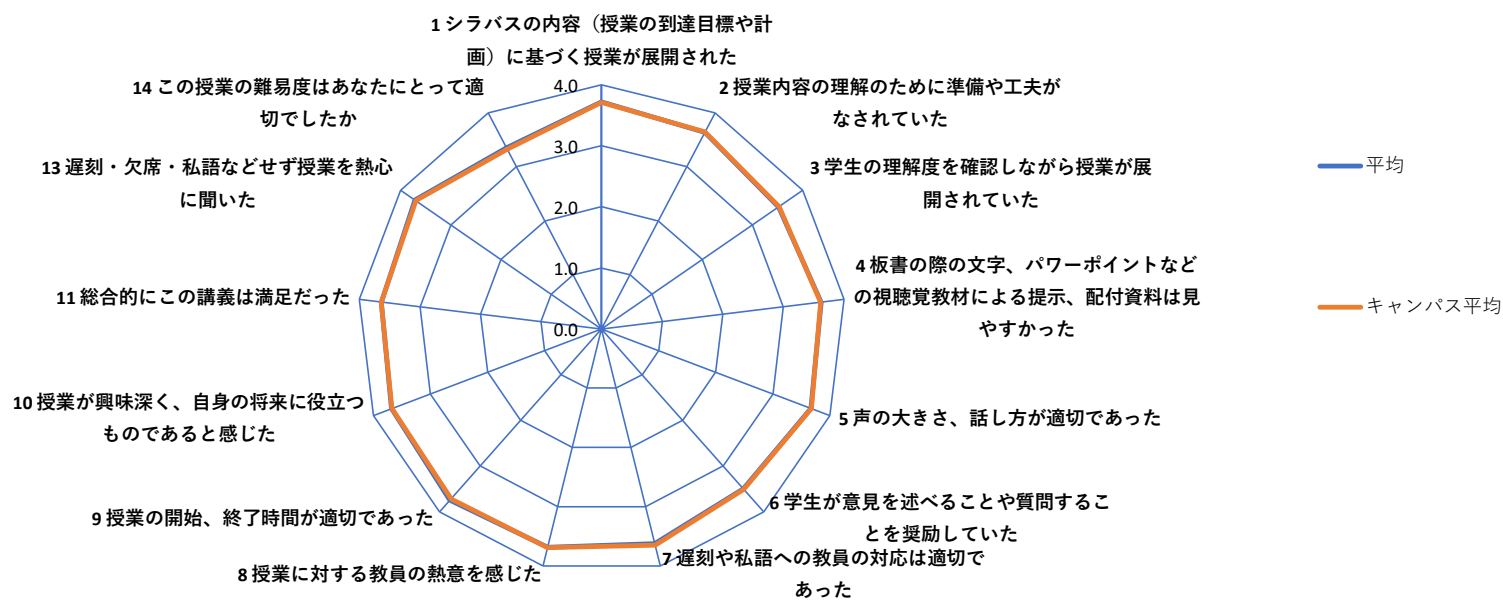 1 シラバスの内容（授業の到達目標や計
画）に基づく授業が展開された
2 授業内容の理解のために準備や工夫が
なされていた
3 学生の理解度を確認しながら授業が展
開されていた
4 板書の際の文字、パワーポイントなど
の視聴覚教材による提示、配付資料は見
やすかった
5 声の大きさ、話し方が適切であった
6 学生が意見を述べることや質問するこ
とを奨励していた
7 遅刻や私語への教員の対応は適切で
あった
8 授業に対する教員の熱意を感じた
9 授業の開始、終了時間が適切であった
10 授業が興味深く、自身の将来に役立つ
ものであると感じた
11 総合的にこの講義は満足だった
13 遅刻・欠席・私語などせず授業を熱心
に聞いた
14 この授業の難易度はあなたにとって適
切でしたか
4.0
3.0
2.0
1.0
0.0
平均
キャンパス平均